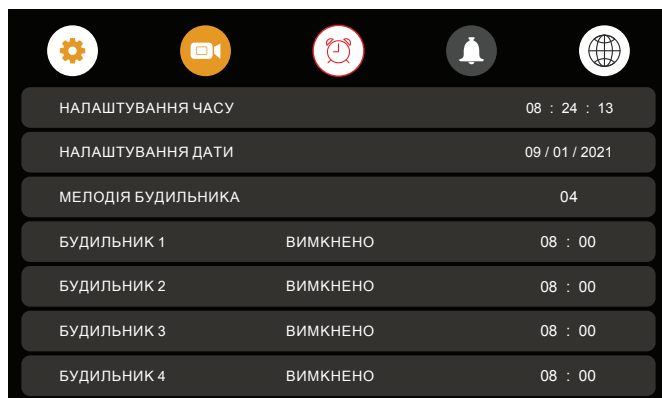 НАЛАШТУВАННЯ ЧАСУ 08 : 24 : 13
НАЛАШТУВАННЯ ДАТИ 09 / 01 / 2021
МЕЛОДІЯ БУДИЛЬНИКА 04
БУДИЛЬНИК 1 ВИМКНЕНО 08 : 00
БУДИЛЬНИК 2 ВИМКНЕНО 08 : 00
БУДИЛЬНИК 3 ВИМКНЕНО 08 : 00
БУДИЛЬНИК 4 ВИМКНЕНО 08 : 00